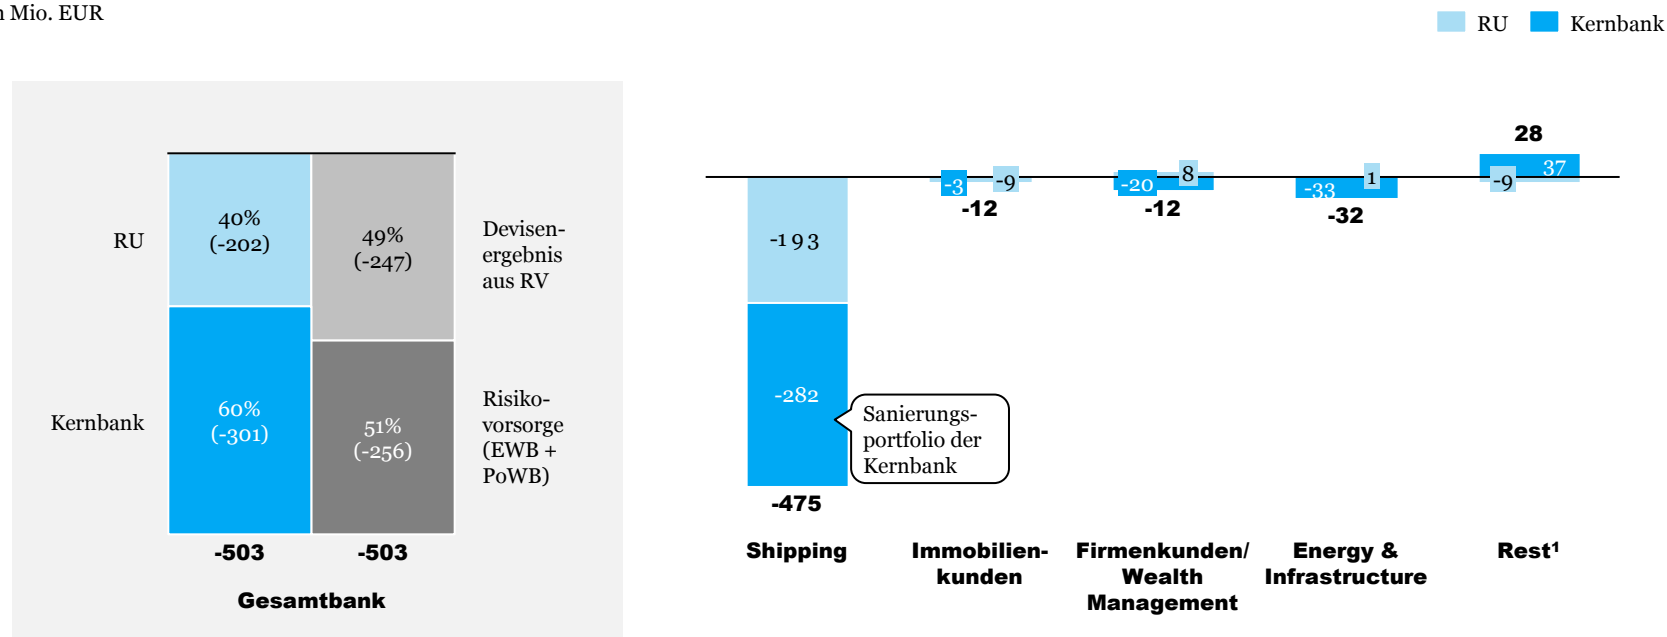 n Mio. EUR
RU
Kernbank
RU
40%
(-202)
49%
(-247)
Devisen-
ergebnis
aus RV
Kernbank
60%
(-301)
51%
(-256)
Risiko-
vorsorge
(EWB +
PoWB)
-503
-503
Gesamtbank
-193
-282
-475
Sanierungs-
portfolio der
Kernbank
-3
-9
-12
-20
8
-12
-33
1
-32
28
37
-9
Shipping
Immobilien-
kunden
Firmenkunden/
Wealth
Management
Energy &
Infrastructure
Rest¹